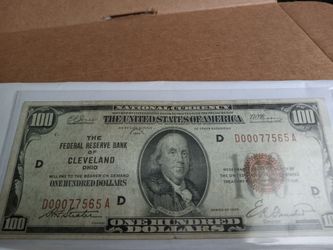 NATIONAL CURRENCY
100
THE UNITED STATES OF AMERICA
100
THE
FEDERAL RESERVE BANK
OF
CLEVELAND
OHIO
D
D
D00077565A
WILL PAY TO THE BEARER ON DEMAND
ONE HUNDRED DOLLARS
D
D
D00077565A
100
ONE HUNDRED
DOLLARS
100